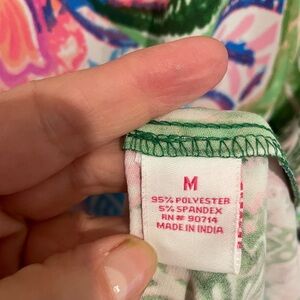 M
95% POLYESTER
5% SPANDEX
RN# 90714
MADE IN INDIA